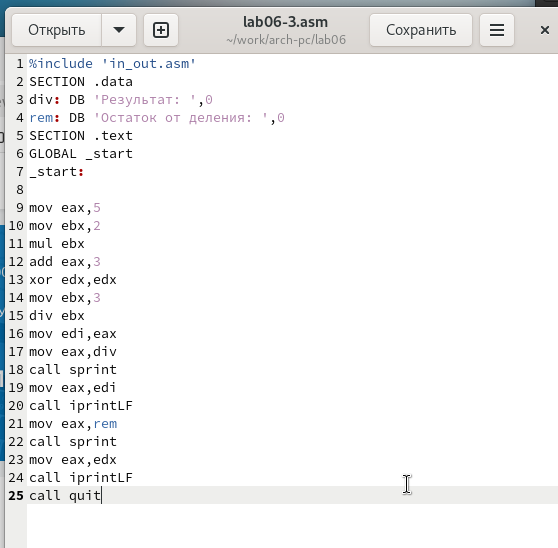 Открыть
lab06-3.asm
~/work/arch-pc/lab06
Сохранить
1 %include 'in_out.asm'
2 SECTION .data
3 div: DB 'Результат: ',0
4 rem: DB 'Остаток от деления: ',0
5 SECTION .text
6 GLOBAL _start
7 _start:
8
9 mov eax,5
10 mov ebx,2
11 mul ebx
12 add eax,3
13 xor edx,edx
14 mov ebx,3
15 div ebx
16 mov edi,eax
17 mov eax,div
18 call sprint
19 mov eax,edi
20 call iprintLF
21 mov eax,rem
22 call sprint
23 mov eax,edx
24 call iprintLF
25 call quit